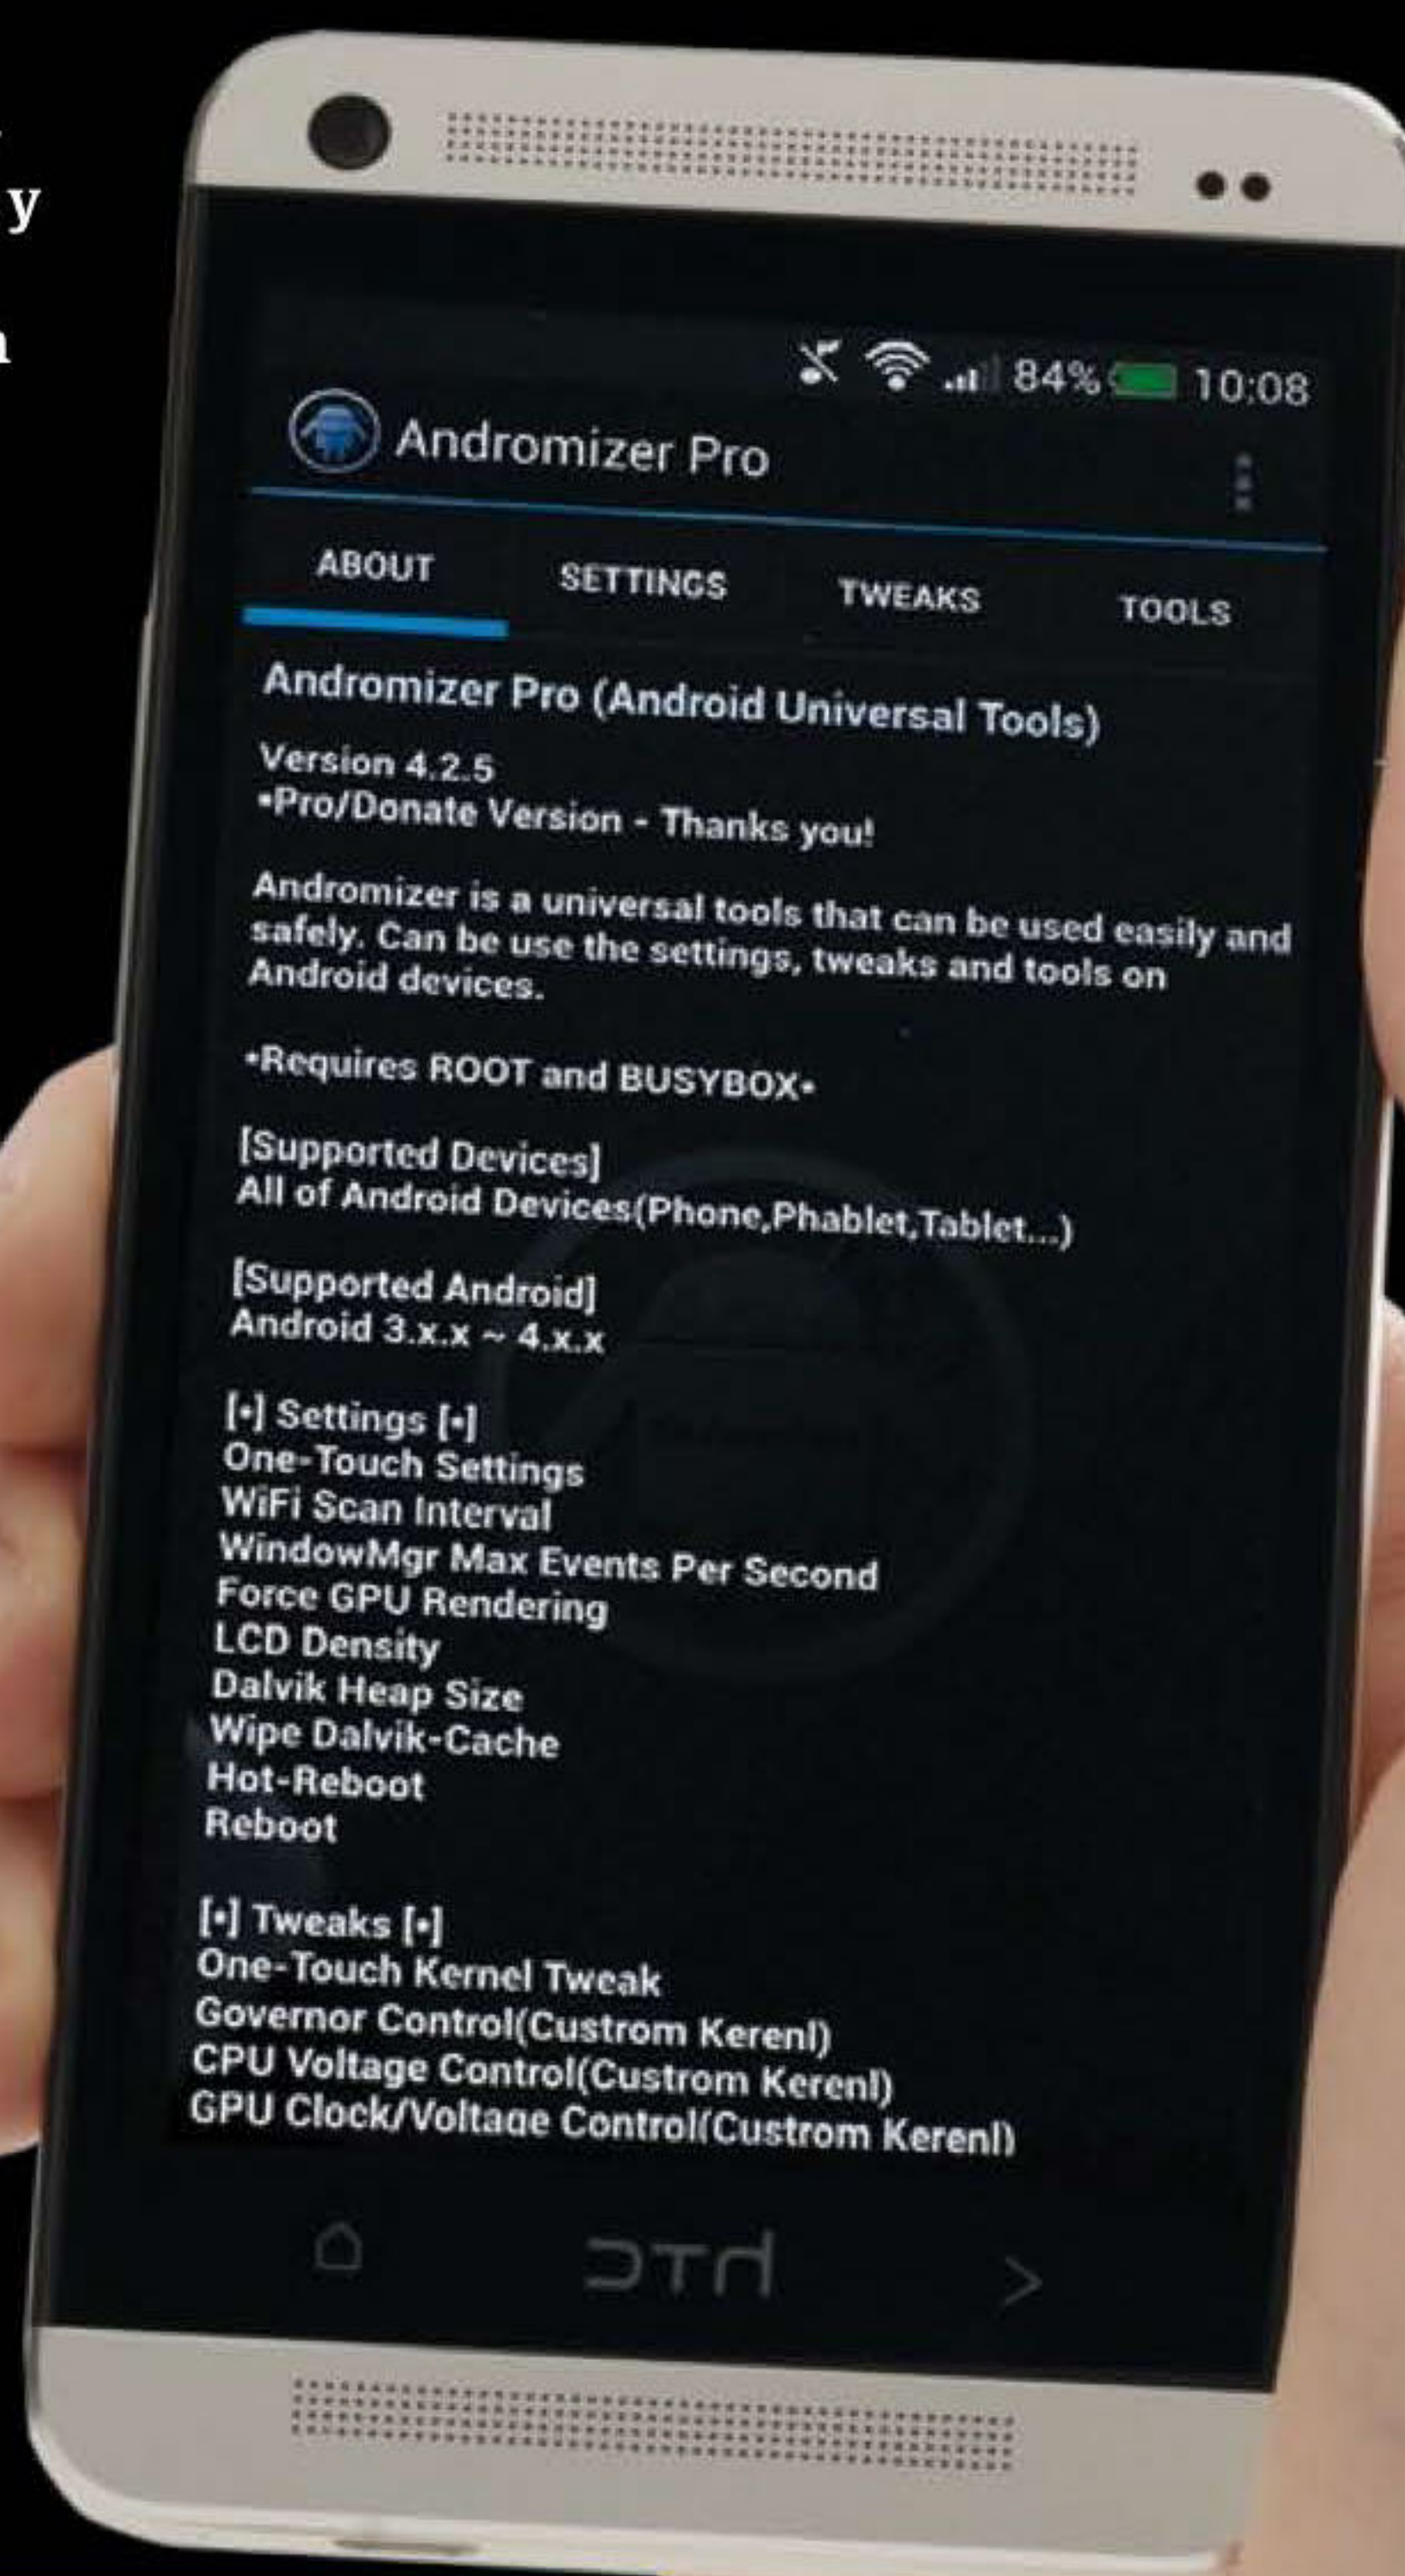 y
84% 10:08
Andromizer Pro
ABOUT SETTINGS TWEAKS TOOLS
Andromizer Pro (Android Universal Tools)
Version 4.2.5
•Pro/Donate Version - Thanks you!
Andromizer is a universal tools that can be used easily and
safely. Can be use the settings, tweaks and tools on
Android devices.
•Requires ROOT and BUSYBOX•
[Supported Devices]
All of Android Devices(Phone,Phablet,Tablet...)
[Supported Android]
Android 3.x.x ~ 4.x.x
[•] Settings [•]
One-Touch Settings
WiFi Scan Interval
WindowMgr Max Events Per Second
Force GPU Rendering
LCD Density
Dalvik Heap Size
Wipe Dalvik-Cache
Hot-Reboot
Reboot
[•] Tweaks [•]
One-Touch Kernel Tweak
Governor Control(Custrom Kerenl)
CPU Voltage Control(Custrom Kerenl)
GPU Clock/Voltage Control(Custrom Kerenl)
hTC